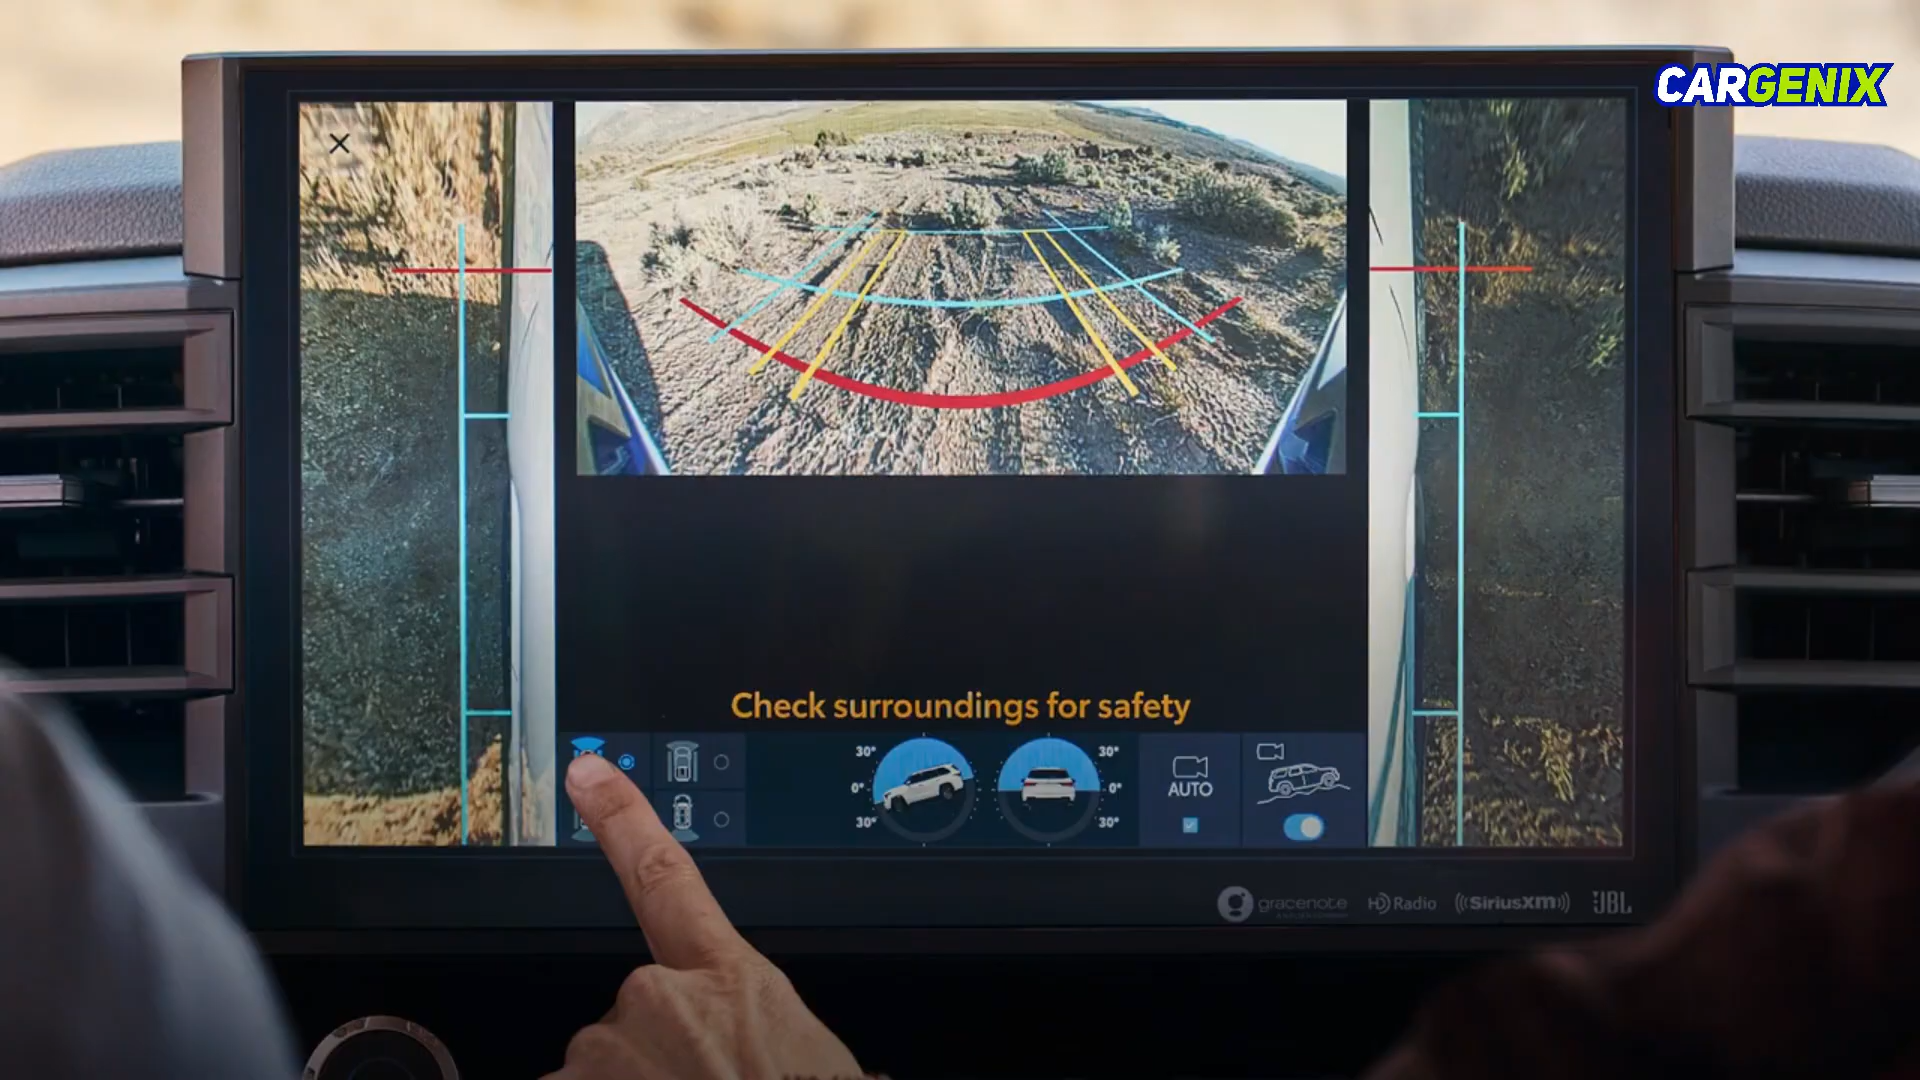 CARGENIX
Check surroundings for safety
30°
0°
30°
30°
0°
30°
AUTO
gracenote
HD Radio
((SiriusXM))
JBL